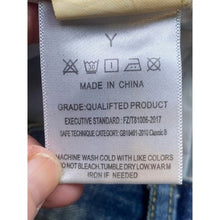 Y
MADE IN CHINA
GRADE:QUALIFTED PRODUCT
EXECUTIVE STANDARD : FZ/T81006-2017
SAFE TECHNIQUE CATEGORY: GB18401-2010 Classic B
MACHINE WASH COLD WITH LIKE COLORS
DO NOT BLEACH.TUMBLE DRY LOW.WARM
IRON IF NEEDED